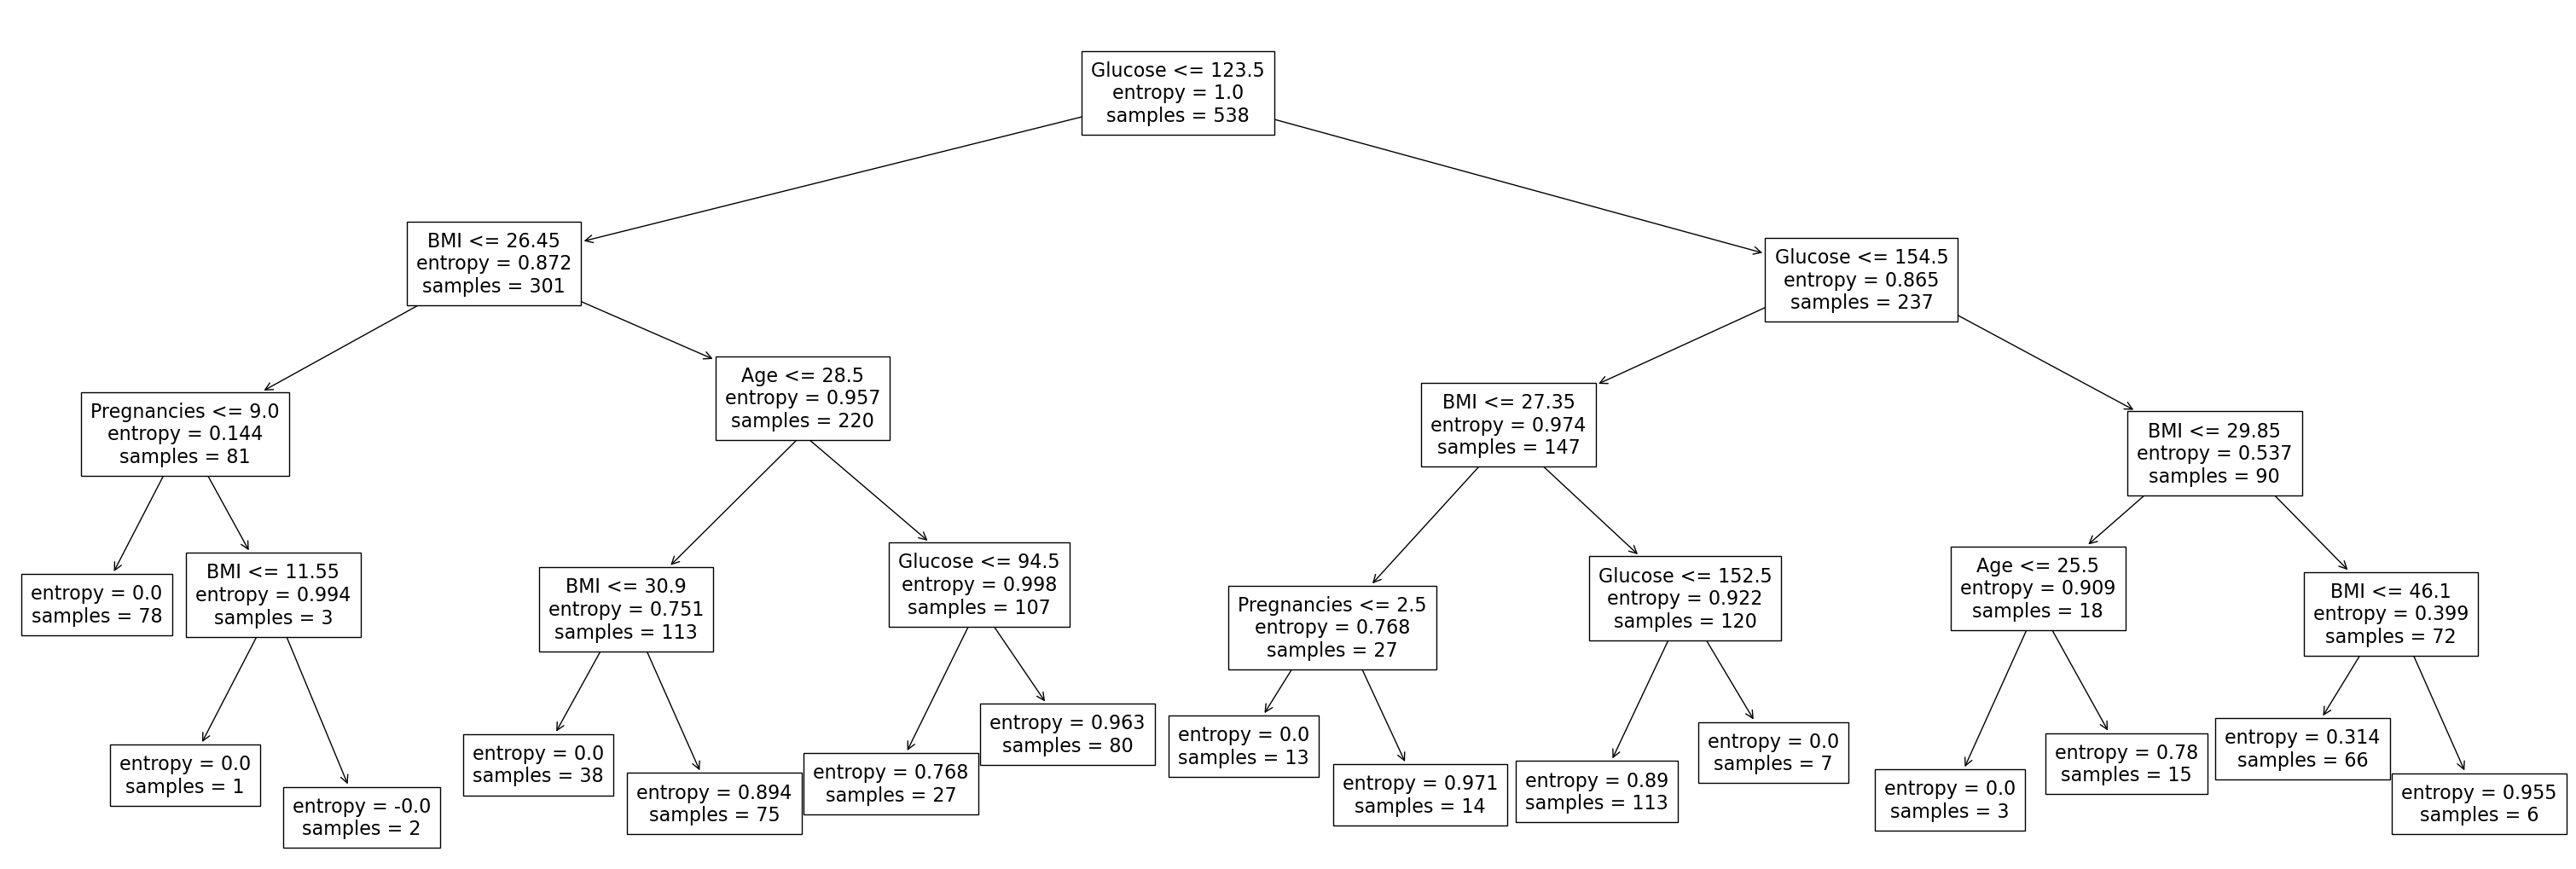 Glucose <= 123.5
entropy = 1.0
samples = 538
BMI <= 26.45
entropy = 0.872
samples = 301
Glucose <= 154.5
entropy = 0.865
samples = 237
Pregnancies <= 9.0
entropy = 0.144
samples = 81
Age <= 28.5
entropy = 0.957
samples = 220
BMI <= 27.35
entropy = 0.974
samples = 147
BMI <= 29.85
entropy = 0.537
samples = 90
entropy = 0.0
samples = 78
BMI <= 11.55
entropy = 0.994
samples = 3
BMI <= 30.9
entropy = 0.751
samples = 113
Glucose <= 94.5
entropy = 0.998
samples = 107
Pregnancies <= 2.5
entropy = 0.768
samples = 27
Glucose <= 152.5
entropy = 0.922
samples = 120
Age <= 25.5
entropy = 0.909
samples = 18
BMI <= 46.1
entropy = 0.399
samples = 72
entropy = 0.0
samples = 1
entropy = -0.0
samples = 2
entropy = 0.0
samples = 38
entropy = 0.894
samples = 75
entropy = 0.768
samples = 27
entropy = 0.963
samples = 80
entropy = 0.0
samples = 13
entropy = 0.971
samples = 14
entropy = 0.89
samples = 113
entropy = 0.0
samples = 7
entropy = 0.0
samples = 3
entropy = 0.78
samples = 15
entropy = 0.314
samples = 66
entropy = 0.955
samples = 6